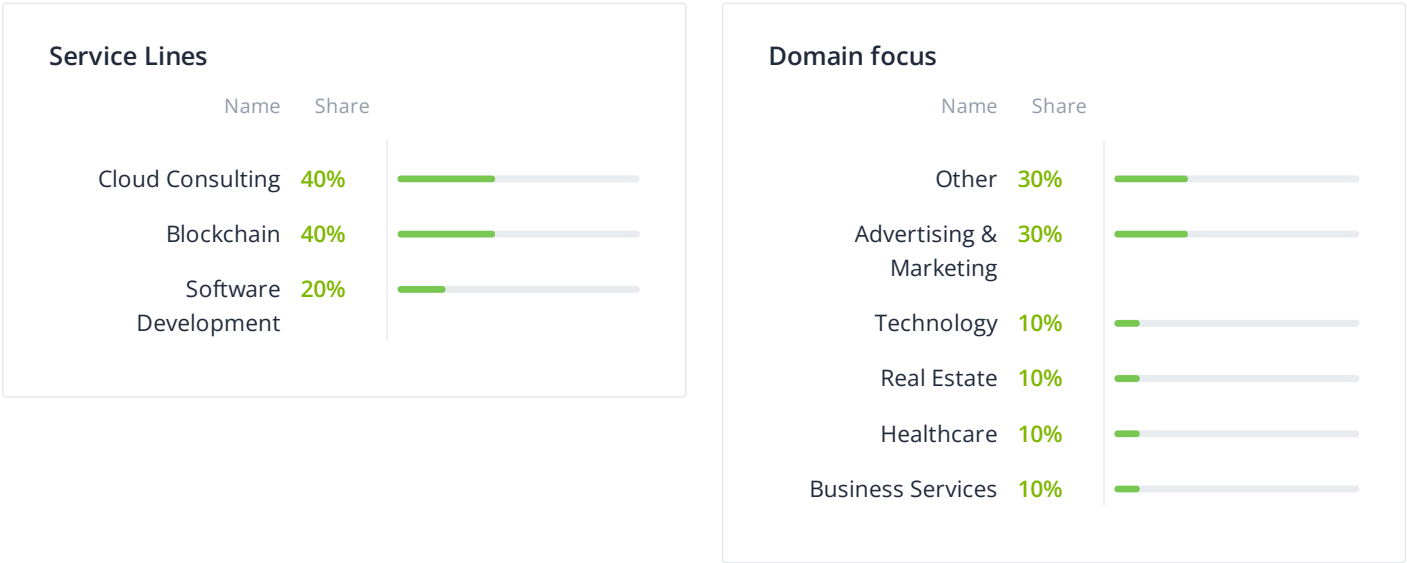 Service Lines
Name Share
Cloud Consulting 40%
Blockchain 40%
Software 20%
Development
Domain focus
Name Share
Other 30%
Advertising & 30%
Marketing
Technology 10%
Real Estate 10%
Healthcare 10%
Business Services 10%